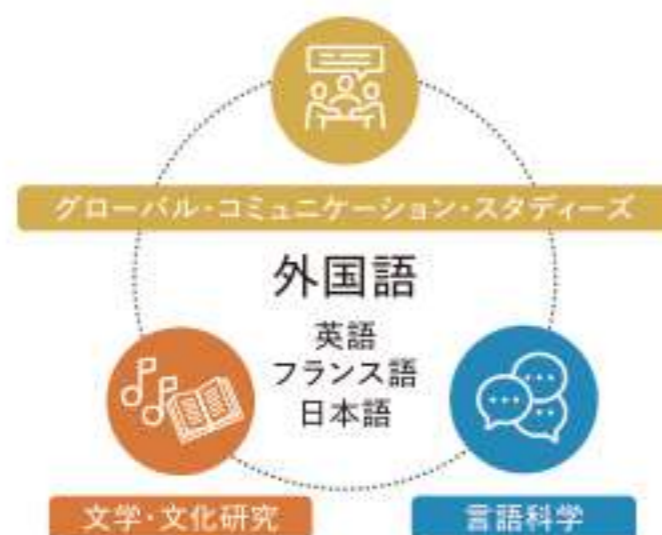 グローバル・コミュニケーション・スタディーズ
外国語
英語
フランス語
日本語
文学・文化研究
言語科学